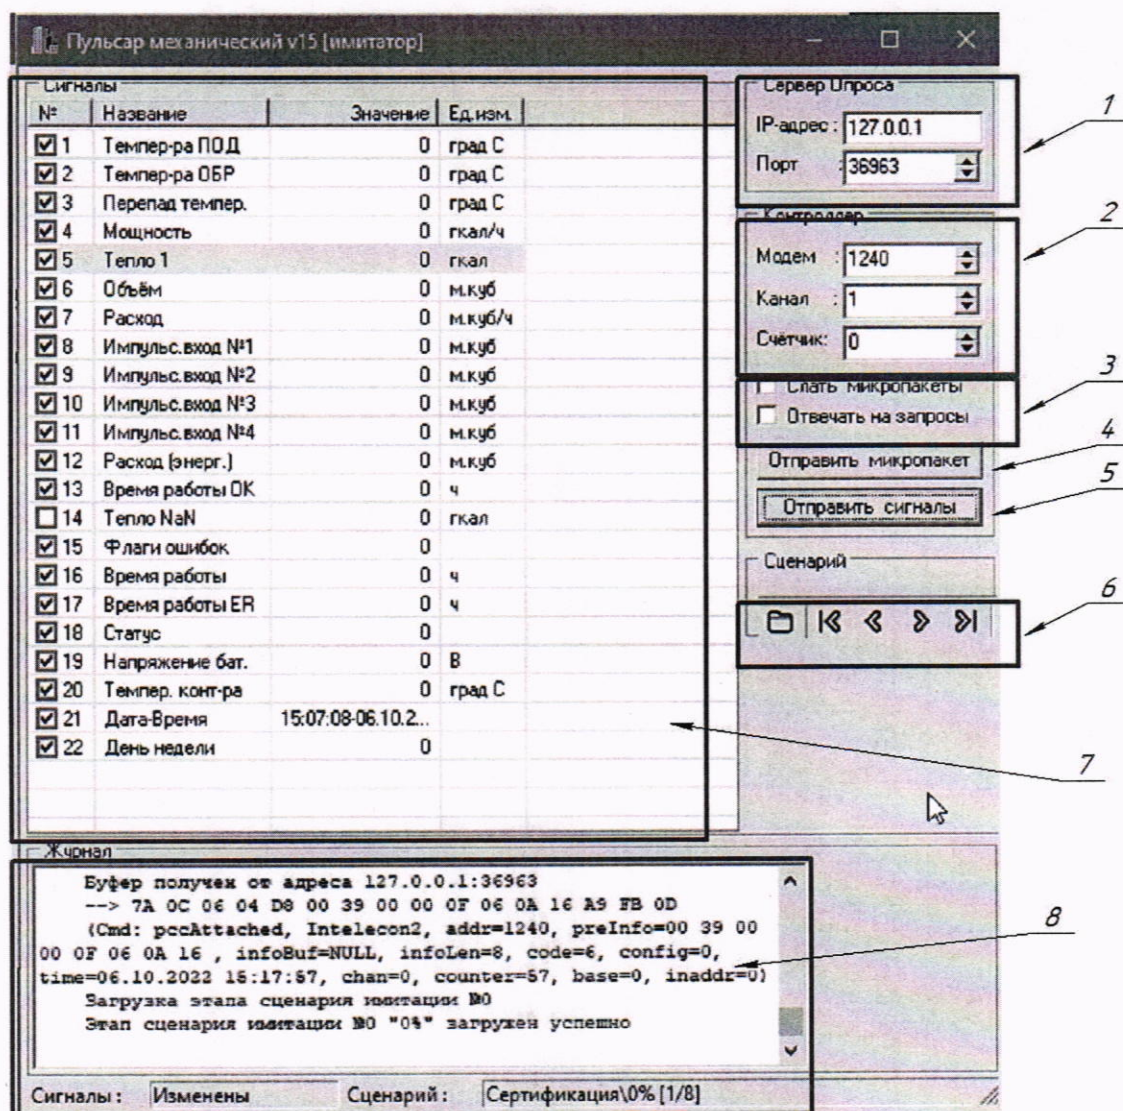 Пульсар механический v15 [имитатор]
Сигналы
№ Название Значение Ед.изм.
1 Темпер-ра ПОД 0 град С
2 Темпер-ра ОБР 0 град С
3 Перепад темпер. 0 град С
4 Мощность 0 гкал/ч
5 Тепло 1 0 гкал
6 Объём 0 м.куб
7 Расход 0 м.куб/ч
8 Импульс.вход №1 0 м.куб
9 Импульс.вход №2 0 м.куб
10 Импульс.вход №3 0 м.куб
11 Импульс.вход №4 0 м.куб
12 Расход (энерг.) 0 м.куб
13 Время работы ОК 0 ч
14 Тепло NaN 0 гкал
15 Флаги ошибок 0
16 Время работы 0 ч
17 Время работы ER 0 ч
18 Статус 0
19 Напряжение бат. 0 В
20 Темпер. конт-ра 0 град С
21 Дата-Время 15:07:08-06.10.2...
22 День недели 0
Сервер Опроса
IP-адрес : 127.0.0.1
Порт : 36963
Контроллер
Модем : 1240
Канал : 1
Счётчик: 0
Слать микропакеты
Отвечать на запросы
Отправить микропакет
Отправить сигналы
Сценарий
1
2
3
4
5
6
7
8
Журнал
Буфер получен от адреса 127.0.0.1:36963
--> 7A 0C 06 04 D8 00 39 00 00 0F 06 0A 16 A9 FB 0D
(Cmd: pccAttached, Intelecon2, addr=1240, preInfo=00 39 00
00 0F 06 0A 16 , infoBuf=NULL, infoLen=8, code=6, config=0,
time=06.10.2022 15:17:57, chan=0, counter=57, base=0, inaddr=0)
Загрузка этапа сценария имитации №0
Этап сценария имитации №0 "0%" загружен успешно
Сигналы : Изменены Сценарий : Сертификация\0% [1/8]